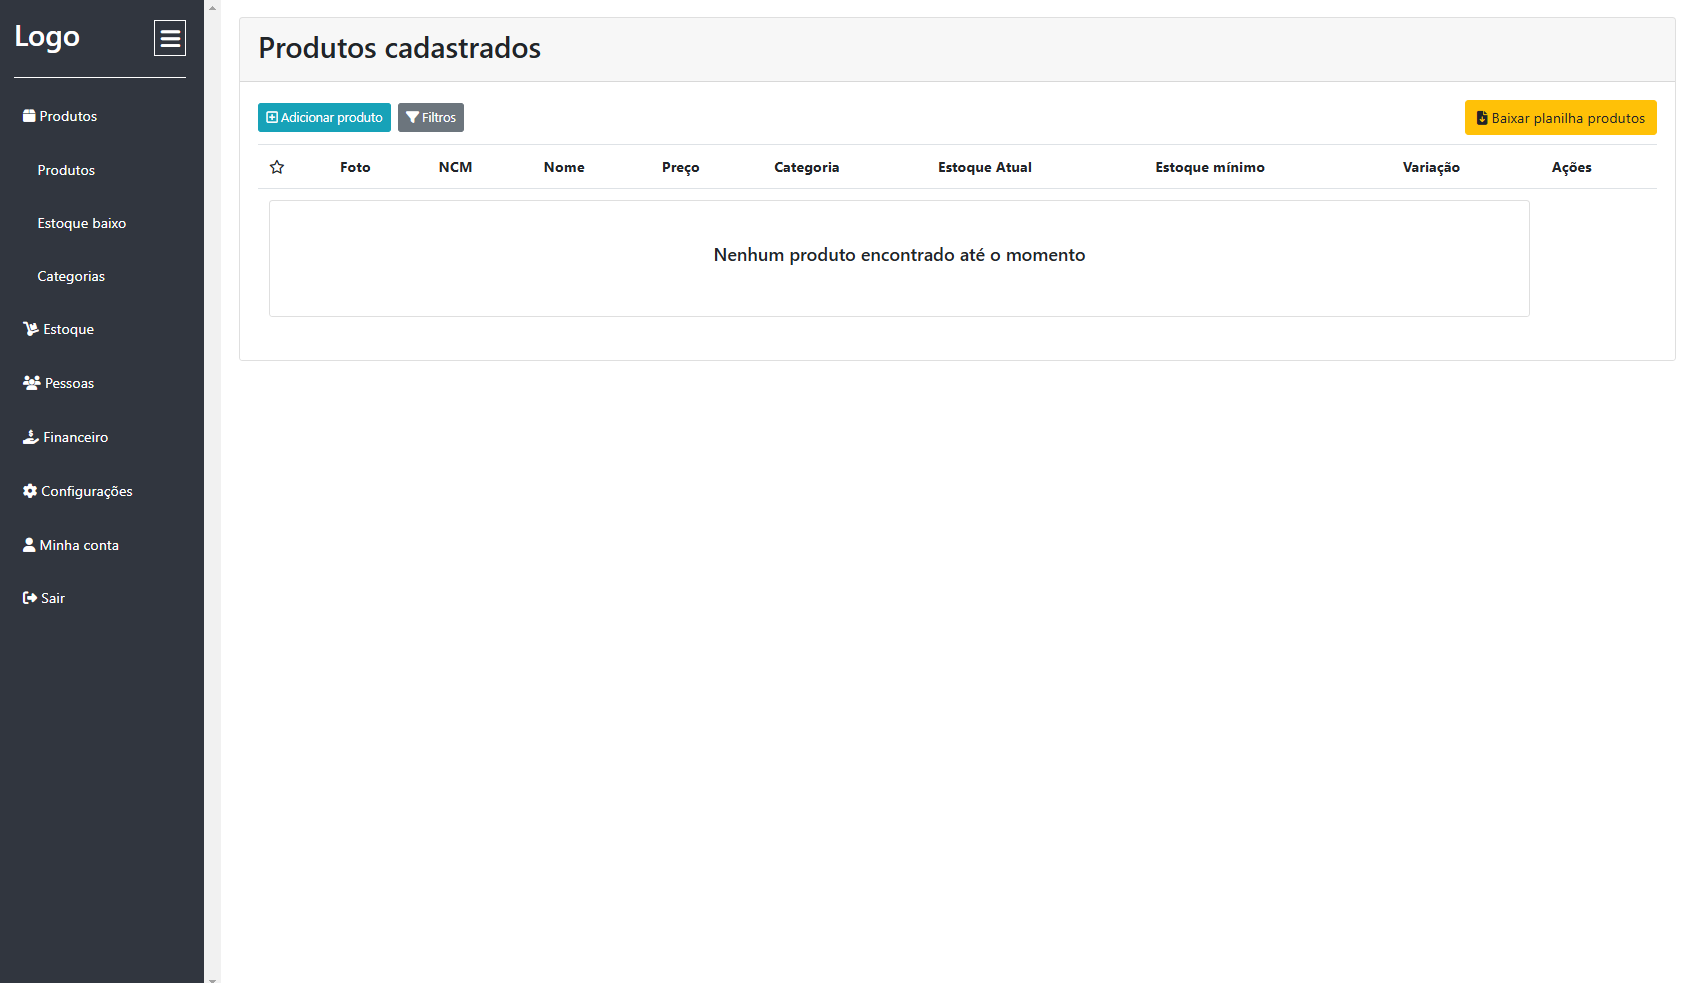 Logo
Produtos
Produtos
Estoque baixo
Categorias
Estoque
Pessoas
Financeiro
Configurações
Minha conta
Sair
Produtos cadastrados
Adicionar produto Filtros Baixar planilha produtos
Foto NCM Nome Preço Categoria Estoque Atual Estoque mínimo Variação Ações
Nenhum produto encontrado até o momento